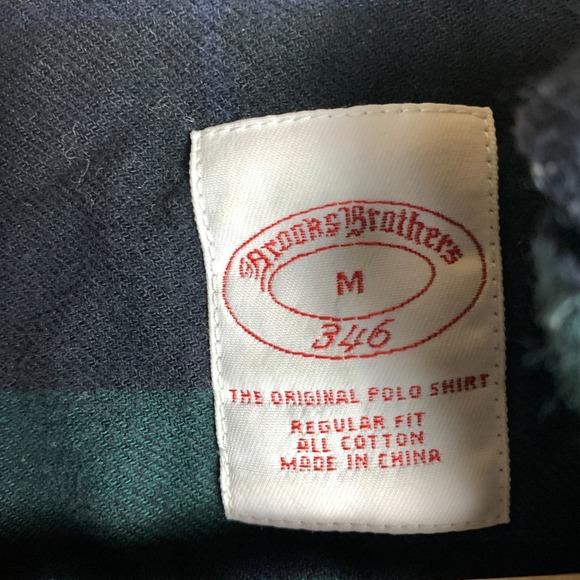 Brooks Brothers
M
346
THE ORIGINAL POLO SHIRT
REGULAR FIT
ALL COTTON
MADE IN CHINA